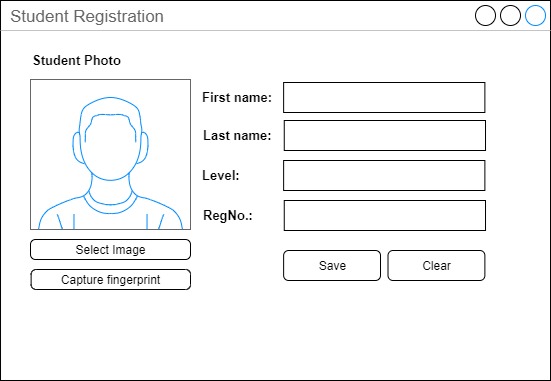 Student Registration
Student Photo
First name:
Last name:
Level:
RegNo.:
Select Image
Capture fingerprint
Save
Clear